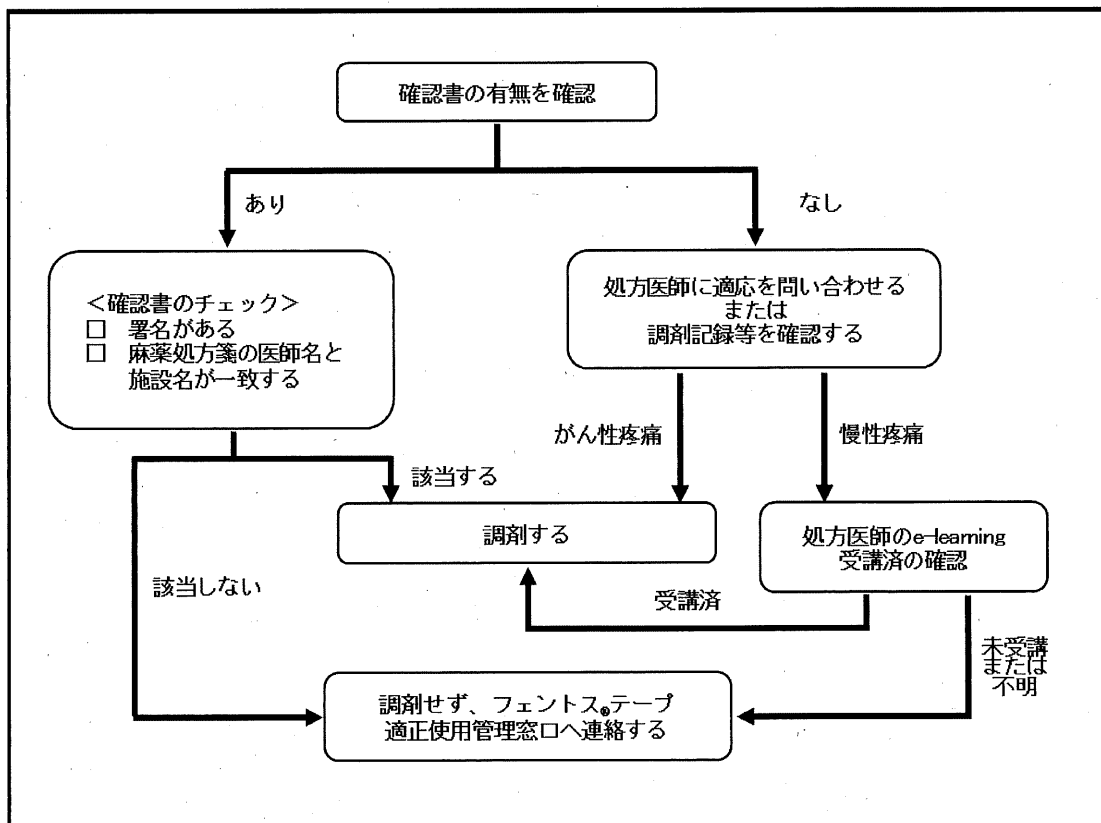 確認書の有無を確認
あり
なし
＜確認書のチェック＞
□ 署名がある
□ 麻薬処方箋の医師名と
施設名が一致する
処方医師に適応を問い合わせる
または
調剤記録等を確認する
がん性疼痛
慢性疼痛
該当する
調剤する
処方医師のe-learning
受講済の確認
該当しない
受講済
未受講
または
不明
調剤せず、フェントス®テープ
適正使用管理窓口へ連絡する